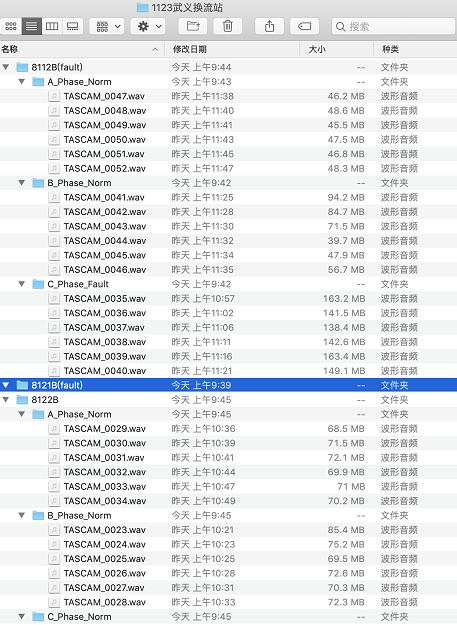 1123武义换流站
搜索
名称 修改日期 大小 种类
8112B(fault) 今天 上午9:44 -- 文件夹
A_Phase_Norm 今天 上午9:43 -- 文件夹
TASCAM_0047.wav 昨天 上午11:38 46.2 MB 波形音频
TASCAM_0048.wav 昨天 上午11:40 48.6 MB 波形音频
TASCAM_0049.wav 昨天 上午11:41 45.5 MB 波形音频
TASCAM_0050.wav 昨天 上午11:43 47.5 MB 波形音频
TASCAM_0051.wav 昨天 上午11:45 46.8 MB 波形音频
TASCAM_0052.wav 昨天 上午11:47 48.3 MB 波形音频
B_Phase_Norm 今天 上午9:42 -- 文件夹
TASCAM_0041.wav 昨天 上午11:25 94.2 MB 波形音频
TASCAM_0042.wav 昨天 上午11:28 84.7 MB 波形音频
TASCAM_0043.wav 昨天 上午11:30 71.5 MB 波形音频
TASCAM_0044.wav 昨天 上午11:32 39.7 MB 波形音频
TASCAM_0045.wav 昨天 上午11:34 47.9 MB 波形音频
TASCAM_0046.wav 昨天 上午11:35 56.7 MB 波形音频
C_Phase_Fault 今天 上午9:42 -- 文件夹
TASCAM_0035.wav 昨天 上午10:57 163.2 MB 波形音频
TASCAM_0036.wav 昨天 上午11:02 141.5 MB 波形音频
TASCAM_0037.wav 昨天 上午11:06 138.4 MB 波形音频
TASCAM_0038.wav 昨天 上午11:11 142.6 MB 波形音频
TASCAM_0039.wav 昨天 上午11:16 163.4 MB 波形音频
TASCAM_0040.wav 昨天 上午11:21 149.1 MB 波形音频
8121B(fault) 今天 上午9:39 -- 文件夹
8122B 今天 上午9:45 -- 文件夹
A_Phase_Norm 今天 上午9:45 -- 文件夹
TASCAM_0029.wav 昨天 上午10:36 68.5 MB 波形音频
TASCAM_0030.wav 昨天 上午10:39 71.5 MB 波形音频
TASCAM_0031.wav 昨天 上午10:41 72.1 MB 波形音频
TASCAM_0032.wav 昨天 上午10:44 69.9 MB 波形音频
TASCAM_0033.wav 昨天 上午10:47 71 MB 波形音频
TASCAM_0034.wav 昨天 上午10:49 70.2 MB 波形音频
B_Phase_Norm 今天 上午9:45 -- 文件夹
TASCAM_0023.wav 昨天 上午10:21 85.4 MB 波形音频
TASCAM_0024.wav 昨天 上午10:23 75.2 MB 波形音频
TASCAM_0025.wav 昨天 上午10:25 69.5 MB 波形音频
TASCAM_0026.wav 昨天 上午10:28 72.6 MB 波形音频
TASCAM_0027.wav 昨天 上午10:31 70.3 MB 波形音频
TASCAM_0028.wav 昨天 上午10:33 72.3 MB 波形音频
C_Phase_Norm 今天 上午9:45 -- 文件夹